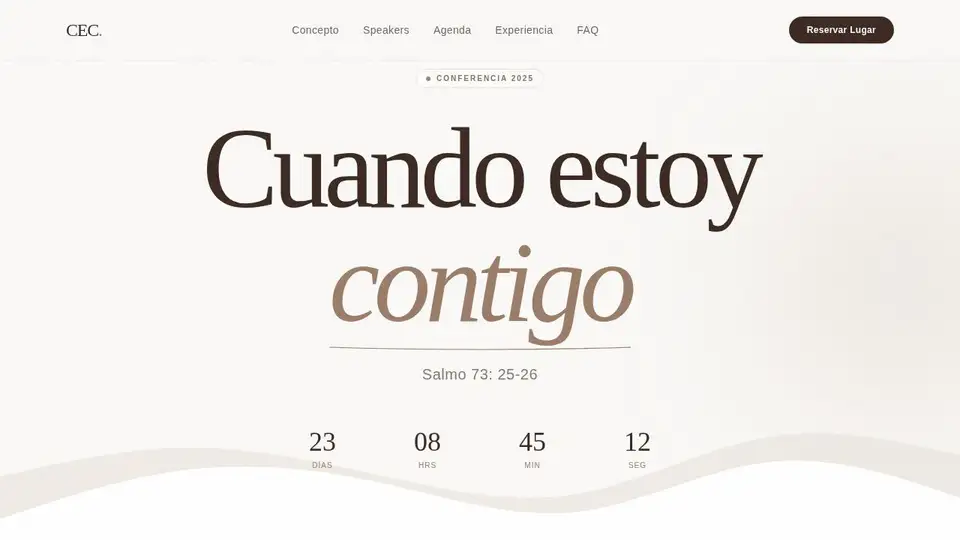 CEC.
Concepto Speakers Agenda Experiencia FAQ
Reservar Lugar
CONFERENCIA 2025
Cuando estoy
contigo
Salmo 73: 25-26
23 08 45 12
DÍAS HRS MIN SEG